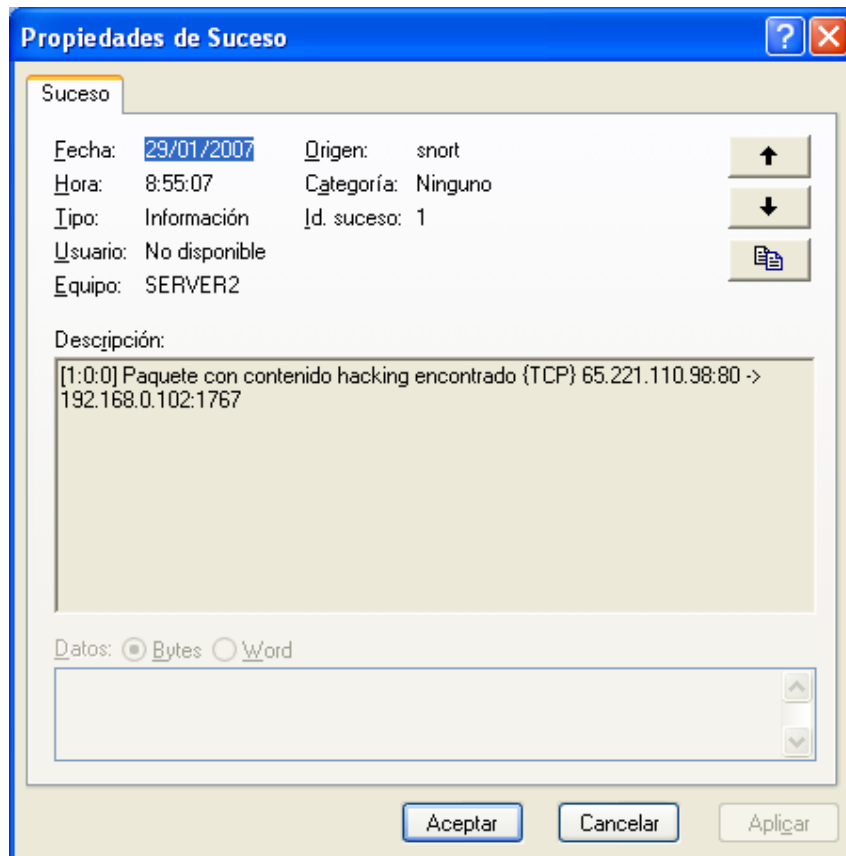 Propiedades de Suceso
Suceso
Fecha: 29/01/2007 Origen: snort
Hora: 8:55:07 Categoría: Ninguno
Tipo: Información Id. suceso: 1
Usuario: No disponible
Equipo: SERVER2
Descripción:
[1:0:0] Paquete con contenido hacking encontrado {TCP} 65.221.110.98:80 ->
192.168.0.102:1767
Datos: Bytes Word
Aceptar Cancelar Aplicar